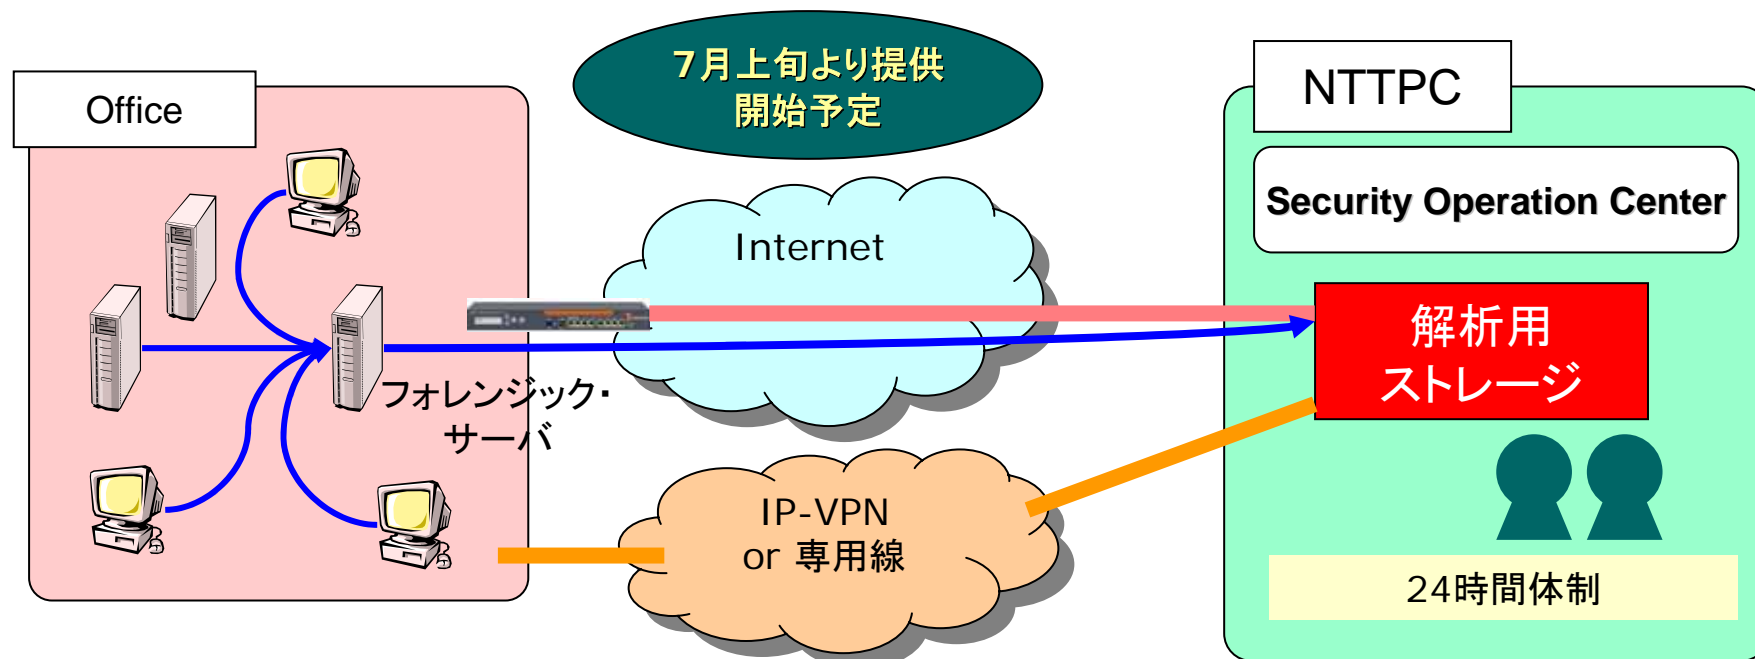 7月上旬より提供
開始予定
Office
NTTPC
Security Operation Center
Internet
解析用
ストレージ
フォレンジック・
サーバ
IP-VPN
or 専用線
24時間体制